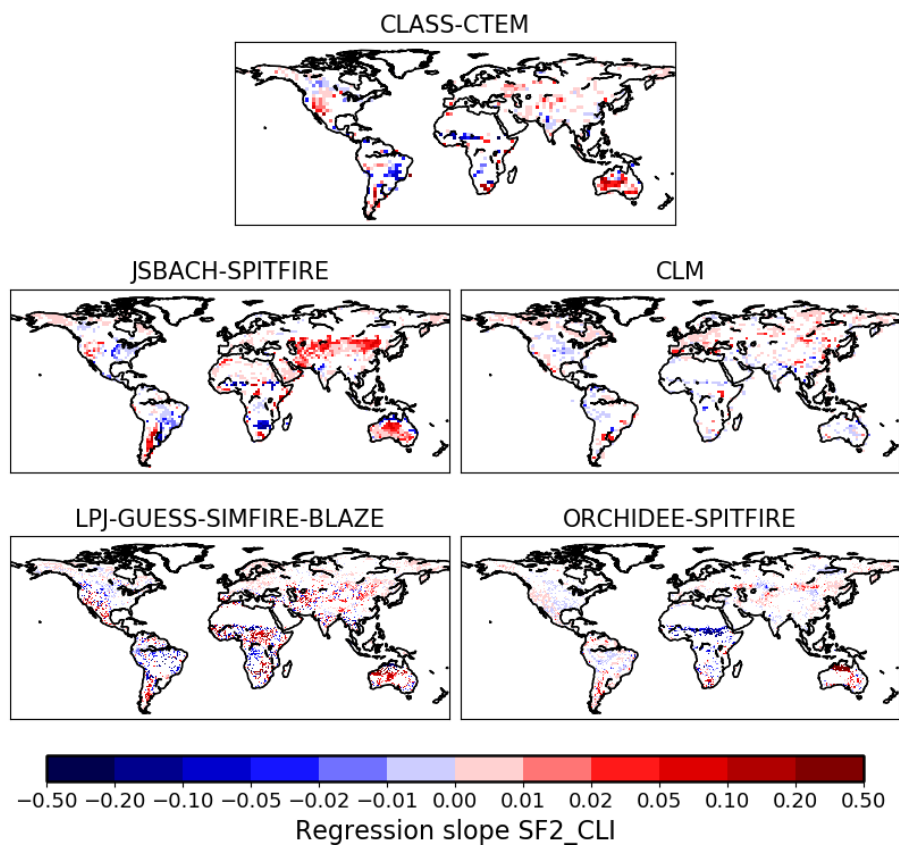 CLASS-CTEM
JSBACH-SPITFIRE CLM
LPJ-GUESS-SIMFIRE-BLAZE ORCHIDEE-SPITFIRE
−0.50 −0.20 −0.10 −0.05 −0.02 −0.01 0.00 0.01 0.02 0.05 0.10 0.20 0.50
Regression slope SF2_CLI